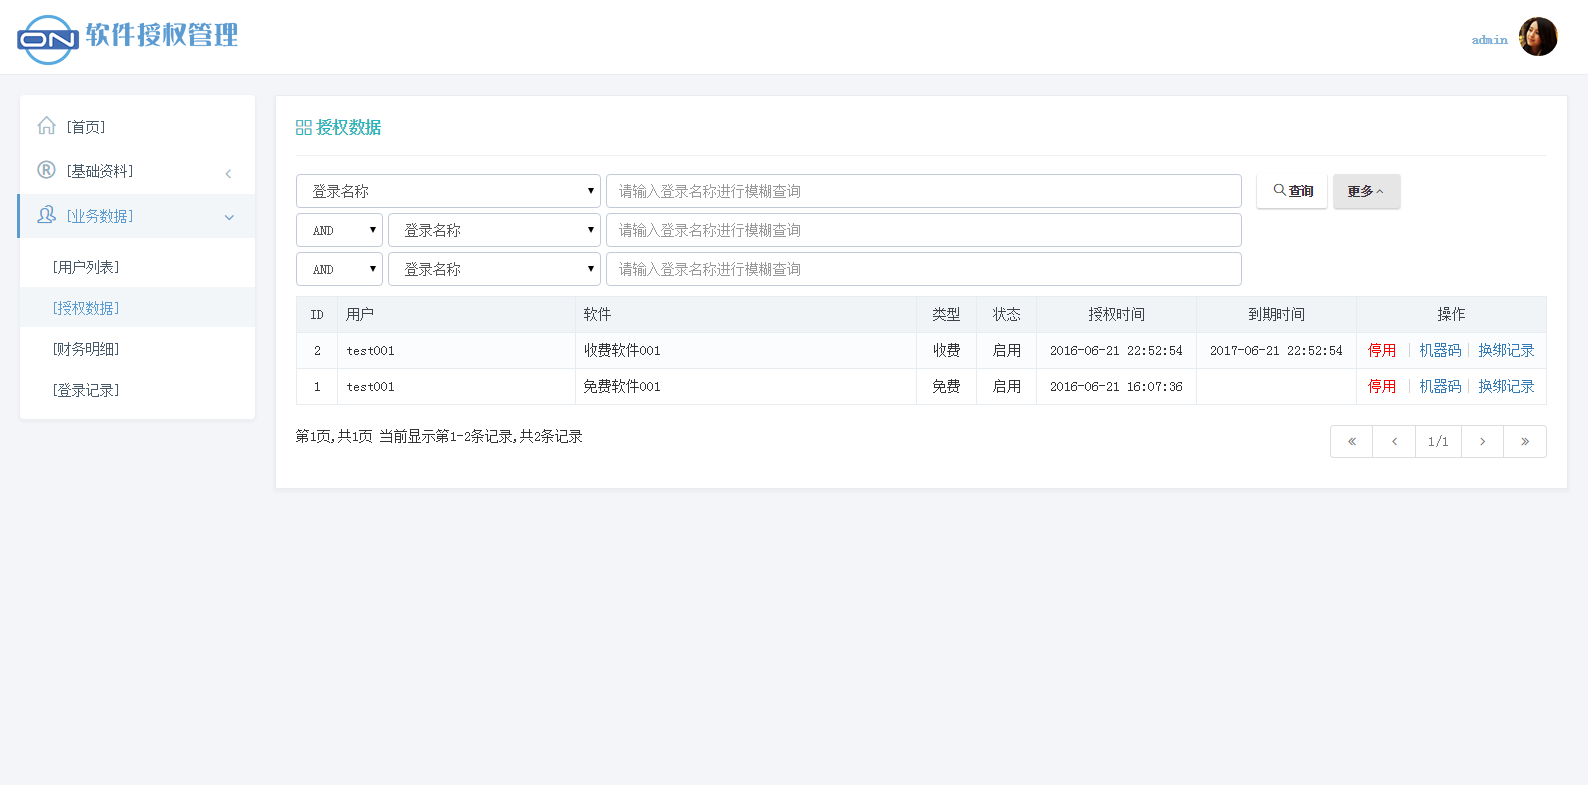 ON 软件授权管理
admin
[首页]
[基础资料]
[业务数据]
[用户列表]
[授权数据]
[财务明细]
[登录记录]
授权数据
登录名称 请输入登录名称进行模糊查询 查询 更多
AND 登录名称 请输入登录名称进行模糊查询
AND 登录名称 请输入登录名称进行模糊查询
ID 用户 软件 类型 状态 授权时间 到期时间 操作
2 test001 收费软件001 收费 启用 2016-06-21 22:52:54 2017-06-21 22:52:54 停用 | 机器码 | 换绑记录
1 test001 免费软件001 免费 启用 2016-06-21 16:07:36 停用 | 机器码 | 换绑记录
第1页,共1页 当前显示第1-2条记录,共2条记录
« ‹ 1/1 › »